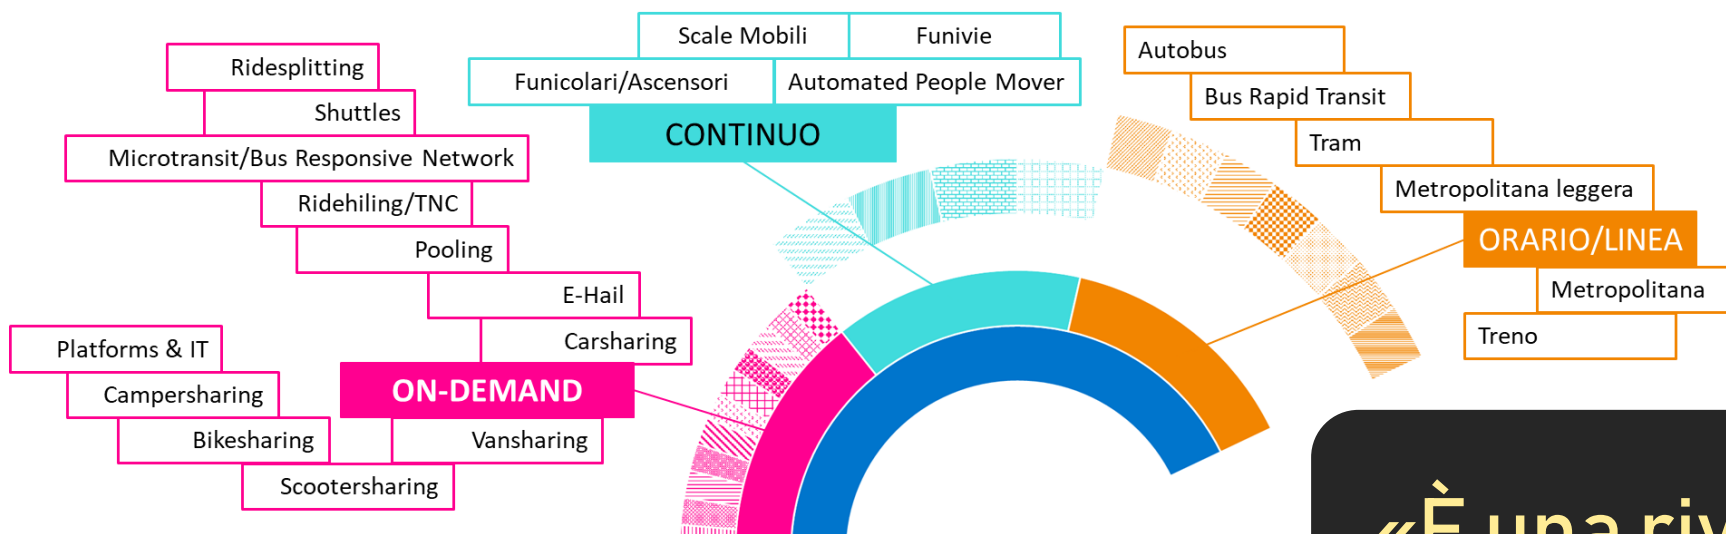 Ridesplitting
Shuttles
Microtransit/Bus Responsive Network
Ridehiling/TNC
Pooling
E-Hail
Carsharing
ON-DEMAND
Vansharing
Platforms & IT
Campersharing
Bikesharing
Scootersharing
Scale Mobili
Funivie
Funicolari/Ascensori
Automated People Mover
CONTINUO
Autobus
Bus Rapid Transit
Tram
Metropolitana leggera
ORARIO/LINEA
Metropolitana
Treno
«È una